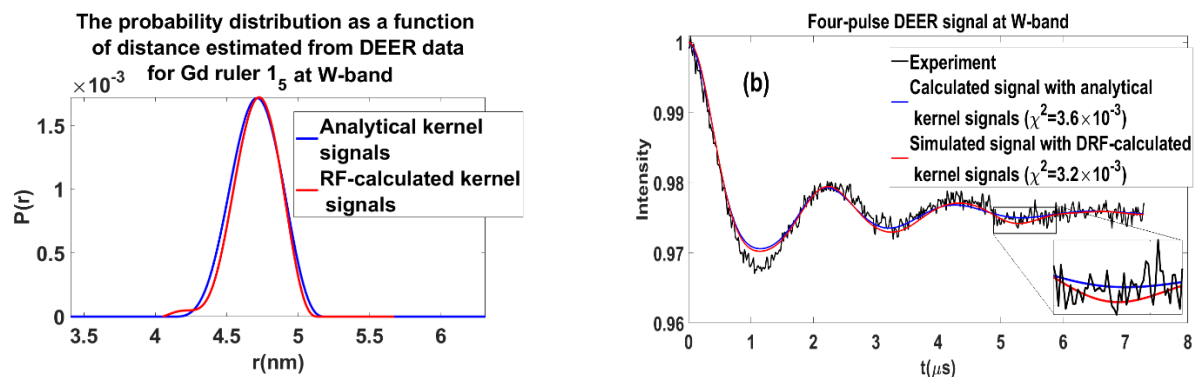 The probability distribution as a function
of distance estimated from DEER data
for Gd ruler 1₅ at W-band
×10⁻³
1.5
1
0.5
0
P(r)
3.5
4
4.5
5
5.5
6
r(nm)
Analytical kernel
signals
RF-calculated kernel
signals
Four-pulse DEER signal at W-band
(b)
1
0.99
0.98
0.97
0.96
Intensity
0
1
2
3
4
5
6
7
8
t(μs)
Experiment
Calculated signal with analytical
kernel signals (χ²=3.6×10⁻³)
Simulated signal with DRF-calculated
kernel signals (χ²=3.2×10⁻³)